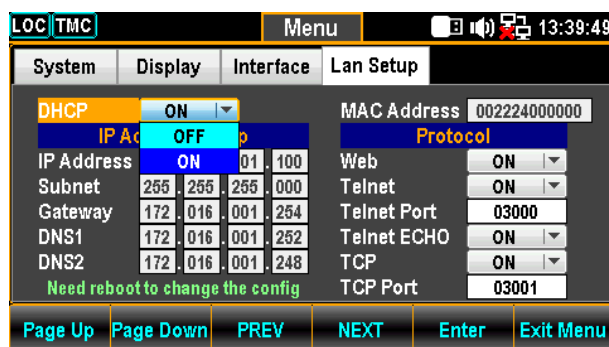 LOC TMC Menu 13:39:49
System Display Interface Lan Setup
DHCP ON MAC Address 002224000000
OFF
ON
Protocol
IP Address 100 Web ON
Subnet 255 . 255 . 255 . 000 Telnet ON
Gateway 172 . 016 . 001 . 254 Telnet Port 03000
DNS1 172 . 016 . 001 . 252 Telnet ECHO ON
DNS2 172 . 016 . 001 . 248 TCP ON
Need reboot to change the config TCP Port 03001
Page Up Page Down PREV NEXT Enter Exit Menu